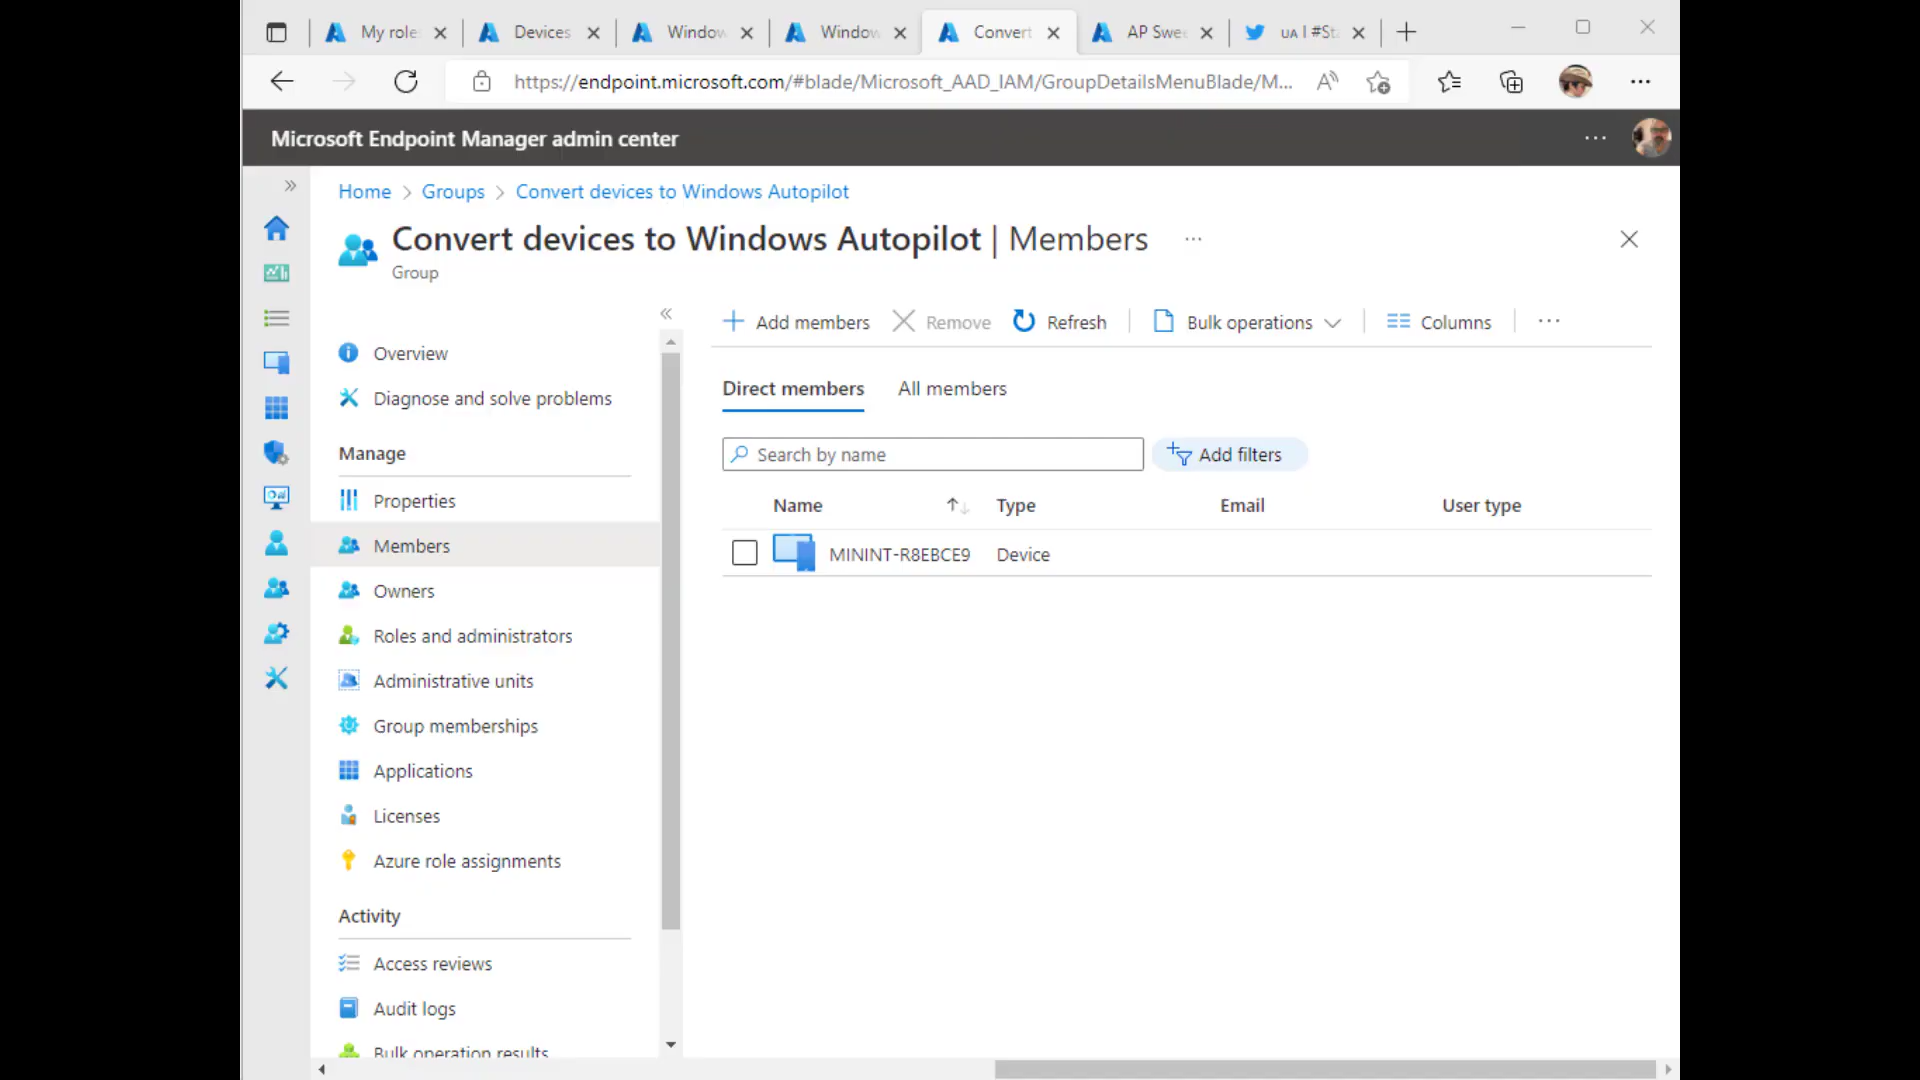 My role
Devices
Window
Window
Convert
AP Swe
UA | #St
https://endpoint.microsoft.com/#blade/Microsoft_AAD_IAM/GroupDetailsMenuBlade/M...
Microsoft Endpoint Manager admin center
Home > Groups > Convert devices to Windows Autopilot
Convert devices to Windows Autopilot | Members ...
Group
Overview
Diagnose and solve problems
Manage
Properties
Members
Owners
Roles and administrators
Administrative units
Group memberships
Applications
Licenses
Azure role assignments
Activity
Access reviews
Audit logs
Bulk operation results
Add members Remove Refresh Bulk operations Columns ...
Direct members All members
Search by name Add filters
Name Type Email User type
MININT-R8EBCE9 Device